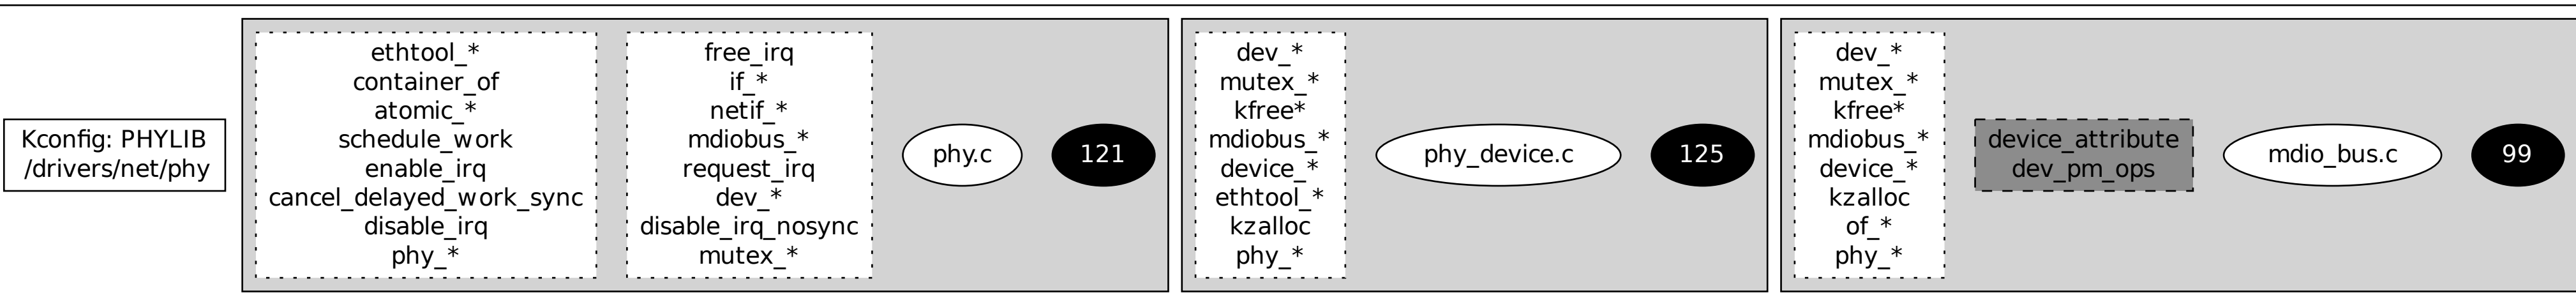 Kconfig: PHYLIB
/drivers/net/phy
ethtool_*
container_of
atomic_*
schedule_work
enable_irq
cancel_delayed_work_sync
disable_irq
phy_*
free_irq
if_*
netif_*
mdiobus_*
request_irq
dev_*
disable_irq_nosync
mutex_*
phy.c
121
dev_*
mutex_*
kfree*
mdiobus_*
device_*
ethtool_*
kzalloc
phy_*
phy_device.c
125
dev_*
mutex_*
kfree*
mdiobus_*
device_*
kzalloc
of_*
phy_*
device_attribute
dev_pm_ops
mdio_bus.c
99